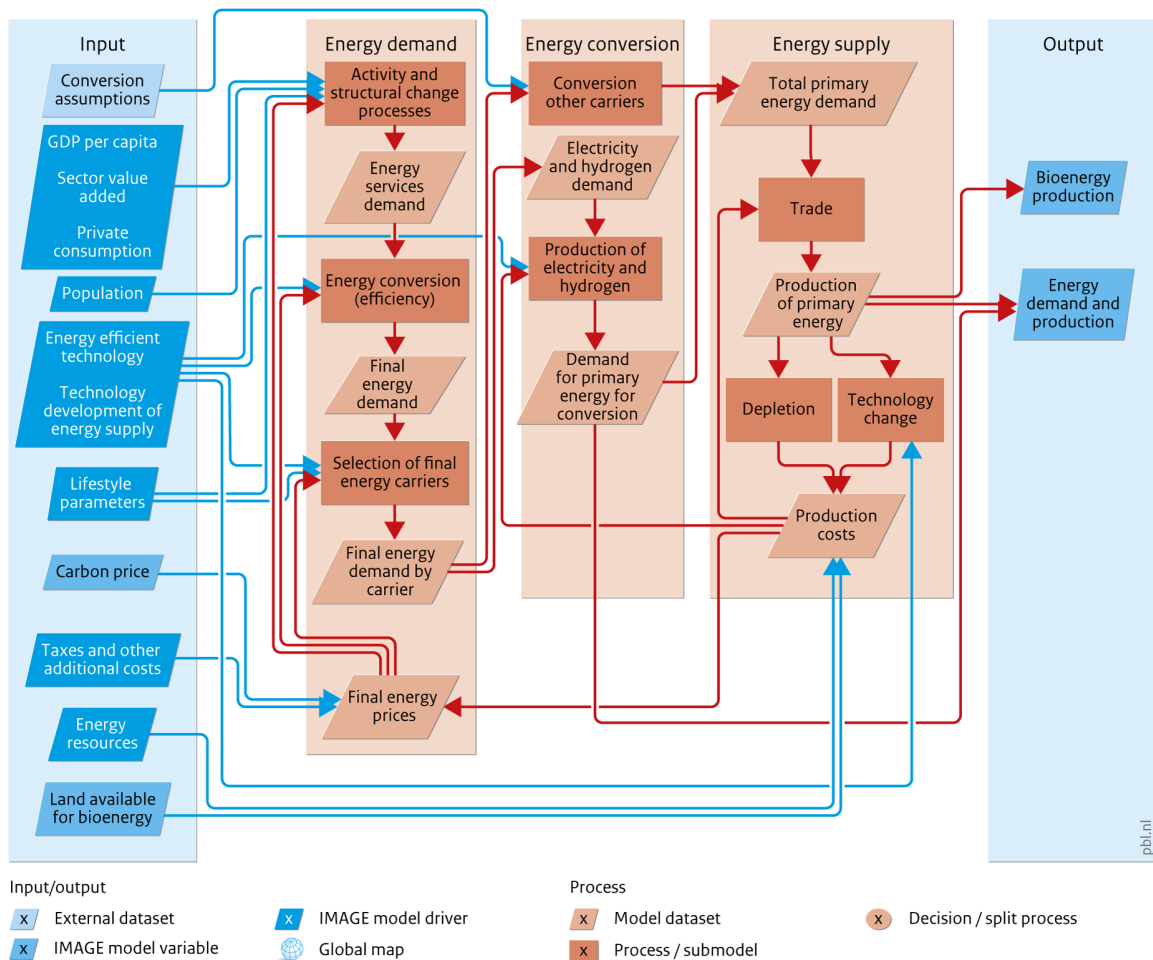 Input
Conversion
assumptions
GDP per capita
Sector value
added
Private
consumption
Population
Energy efficient
technology
Technology
development of
energy supply
Lifestyle
parameters
Carbon price
Taxes and other
additional costs
Energy
resources
Land available
for bioenergy
Energy demand
Activity and
structural change
processes
Energy
services
demand
Energy conversion
(efficiency)
Final
energy
demand
Selection of final
energy carriers
Final energy
demand by
carrier
Final energy
prices
Energy conversion
Conversion
other carriers
Electricity
and hydrogen
demand
Production of
electricity and
hydrogen
Demand
for primary
energy for
conversion
Energy supply
Total primary
energy demand
Trade
Production
of primary
energy
Depletion
Technology
change
Production
costs
Output
Bioenergy
production
Energy
demand and
production
pbl.nl
Input/output
x External dataset
x IMAGE model variable
x IMAGE model driver
Global map
Process
x Model dataset
x Process / submodel
x Decision / split process